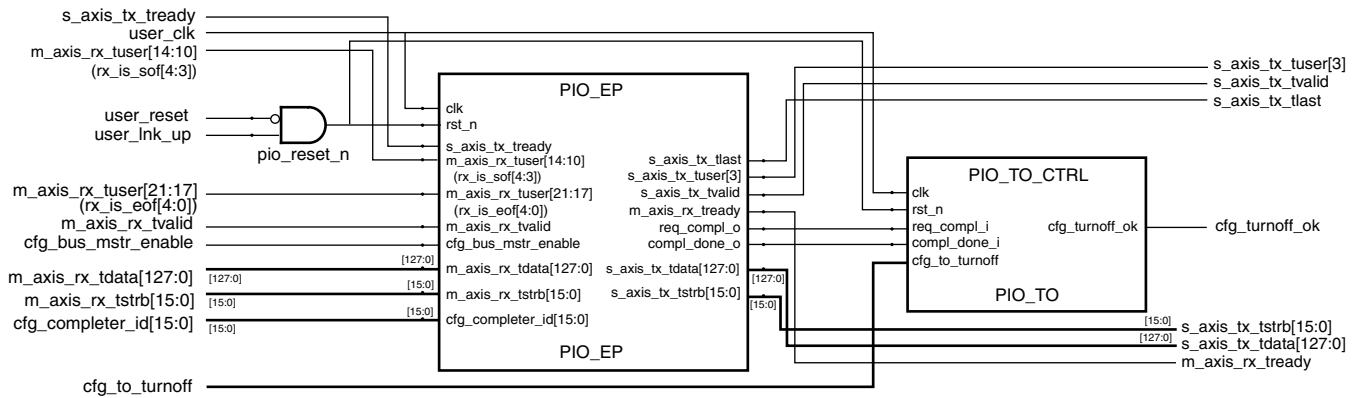 s_axis_tx_tready
user_clk
m_axis_rx_tuser[14:10]
(rx_is_sof[4:3])
user_reset
user_lnk_up
pio_reset_n
m_axis_rx_tuser[21:17]
(rx_is_eof[4:0])
m_axis_rx_tvalid
cfg_bus_mstr_enable
m_axis_rx_tdata[127:0]
[127:0]
m_axis_rx_tstrb[15:0]
[15:0]
cfg_completer_id[15:0]
[15:0]
cfg_to_turnoff
PIO_EP
clk
rst_n
s_axis_tx_tready
m_axis_rx_tuser[14:10]
(rx_is_sof[4:3])
m_axis_rx_tuser[21:17]
(rx_is_eof[4:0])
m_axis_rx_tvalid
cfg_bus_mstr_enable
[127:0]
m_axis_rx_tdata[127:0]
[15:0]
m_axis_rx_tstrb[15:0]
[15:0]
cfg_completer_id[15:0]
s_axis_tx_tlast
s_axis_tx_tuser[3]
s_axis_tx_tvalid
m_axis_rx_tready
req_compl_o
compl_done_o
s_axis_tx_tdata[127:0]
[127:0]
s_axis_tx_tstrb[15:0]
[15:0]
PIO_EP
PIO_TO_CTRL
clk
rst_n
req_compl_i
compl_done_i
cfg_to_turnoff
cfg_turnoff_ok
PIO_TO
s_axis_tx_tuser[3]
s_axis_tx_tvalid
s_axis_tx_tlast
cfg_turnoff_ok
[15:0]
s_axis_tx_tstrb[15:0]
[127:0]
s_axis_tx_tdata[127:0]
m_axis_rx_tready